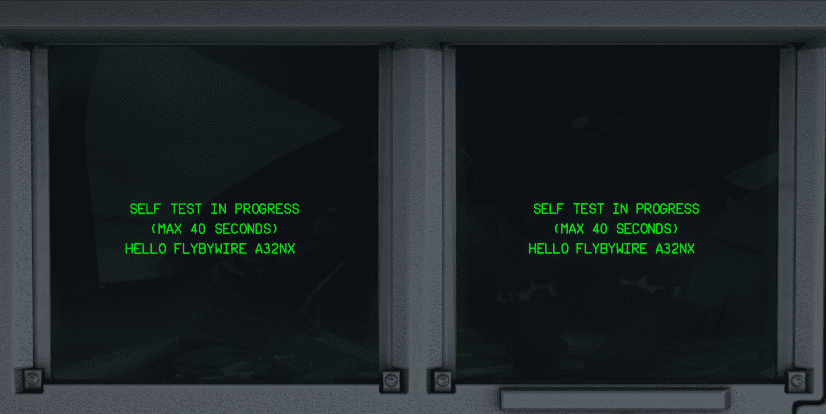 SELF TEST IN PROGRESS
(MAX 40 SECONDS)
HELLO FLYBYWIRE A32NX
SELF TEST IN PROGRESS
(MAX 40 SECONDS)
HELLO FLYBYWIRE A32NX